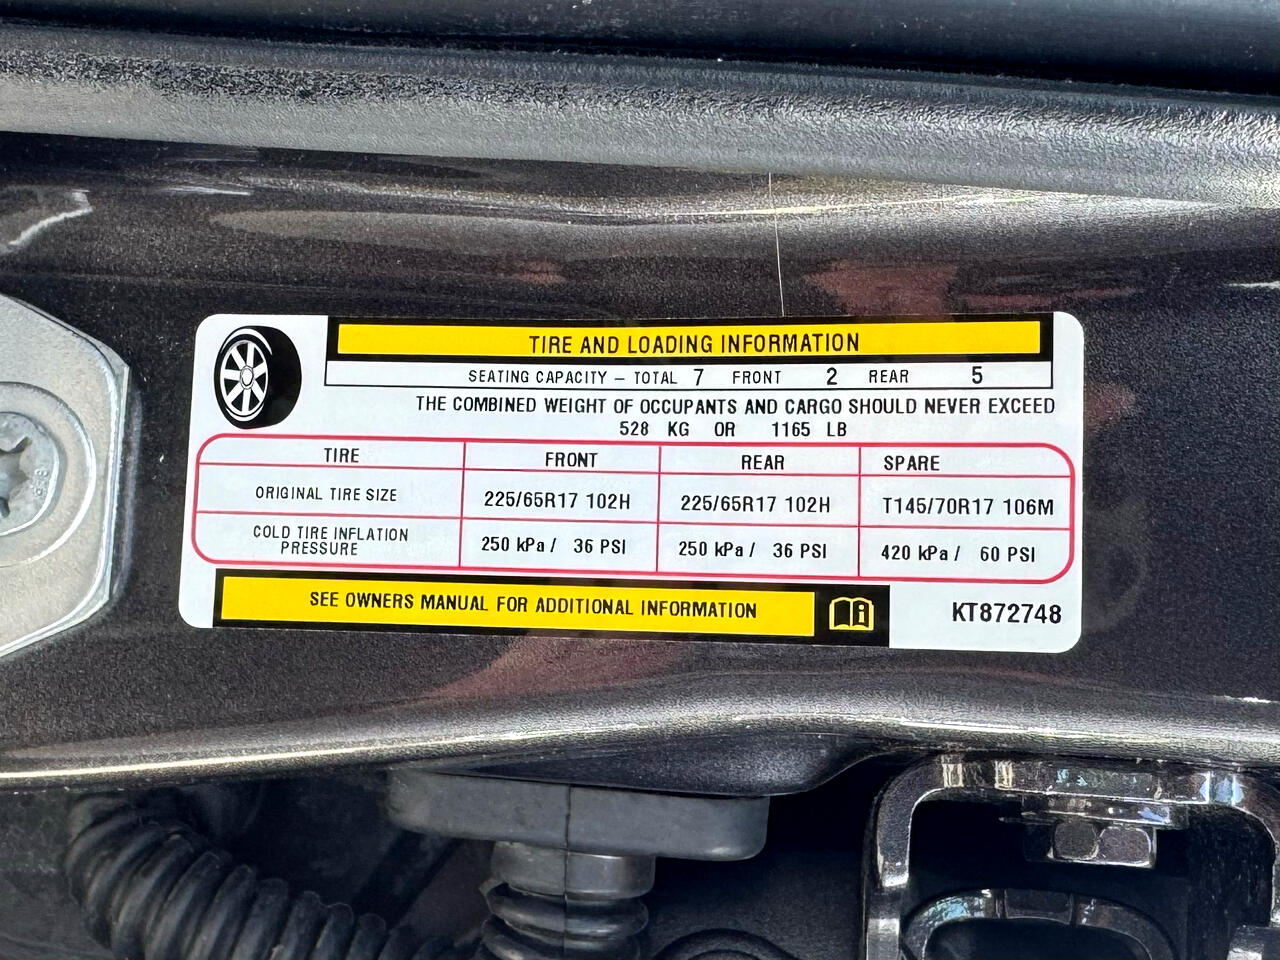 TIRE AND LOADING INFORMATION
SEATING CAPACITY – TOTAL 7 FRONT 2 REAR 5
THE COMBINED WEIGHT OF OCCUPANTS AND CARGO SHOULD NEVER EXCEED
528 KG OR 1165 LB
TIRE FRONT REAR SPARE
ORIGINAL TIRE SIZE 225/65R17 102H 225/65R17 102H T145/70R17 106M
COLD TIRE INFLATION
PRESSURE 250 kPa / 36 PSI 250 kPa / 36 PSI 420 kPa / 60 PSI
SEE OWNERS MANUAL FOR ADDITIONAL INFORMATION
KT872748